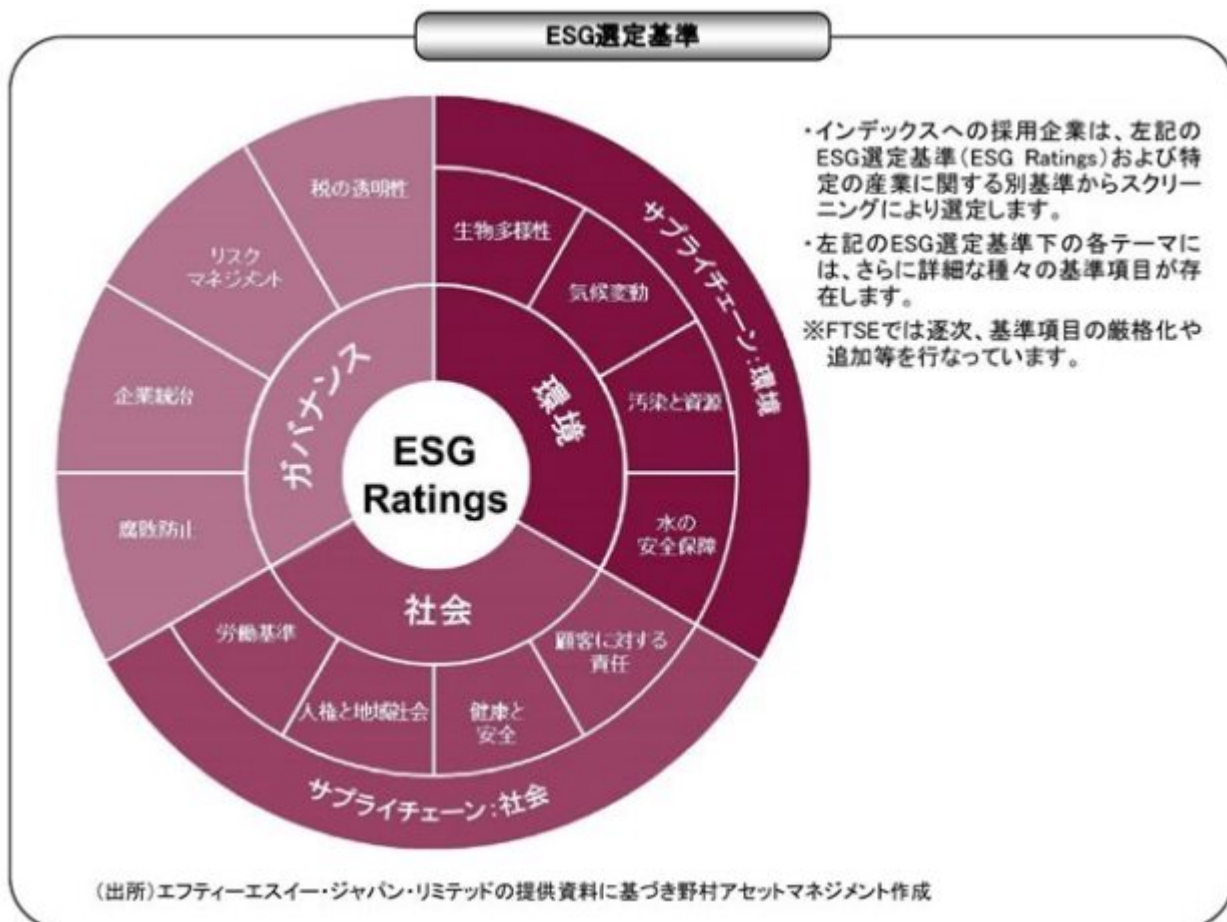 ESG選定基準
税の透明性
リスク
マネジメント
企業統治
腐敗防止
ガバナンス
生物多様性
気候変動
汚染と資源
水の
安全保障
環境
サプライチェーン:環境
ESG
Ratings
社会
労働基準
人権と地域社会
健康と
安全
顧客に対する
責任
サプライチェーン:社会
・インデックスへの採用企業は、左記の
ESG選定基準(ESG Ratings)および特
定の産業に関する別基準からスクリー
ニングにより選定します。
・左記のESG選定基準下の各テーマに
は、さらに詳細な種々の基準項目が存
在します。
※FTSEでは逐次、基準項目の厳格化や
追加等を行なっています。
(出所)エフティーエスイー・ジャパン・リミテッドの提供資料に基づき野村アセットマネジメント作成